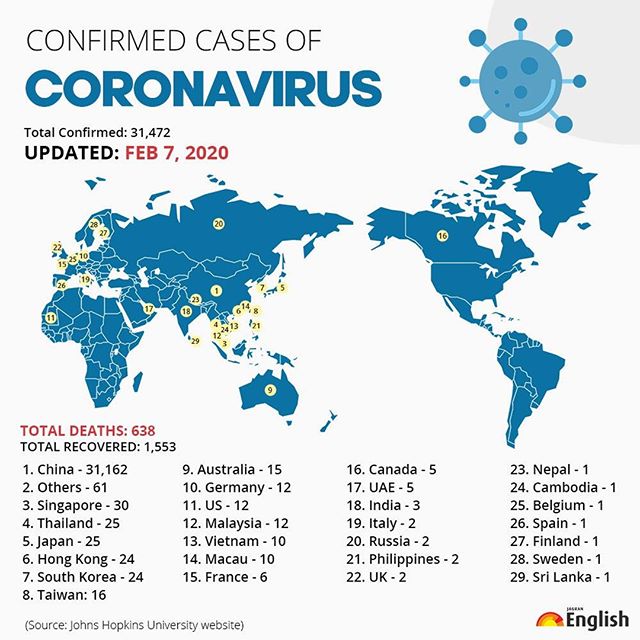 CONFIRMED CASES OF
CORONAVIRUS
Total Confirmed: 31,472
UPDATED: FEB 7, 2020
28
27
20
16
22
25
10
15
26
19
11
17
18
23
1
7
5
14
6
8
4
24
13
21
12
3
29
9
TOTAL DEATHS: 638
TOTAL RECOVERED: 1,553
1. China - 31,162
2. Others - 61
3. Singapore - 30
4. Thailand - 25
5. Japan - 25
6. Hong Kong - 24
7. South Korea - 24
8. Taiwan: 16
9. Australia - 15
10. Germany - 12
11. US - 12
12. Malaysia - 12
13. Vietnam - 10
14. Macau - 10
15. France - 6
16. Canada - 5
17. UAE - 5
18. India - 3
19. Italy - 2
20. Russia - 2
21. Philippines - 2
22. UK - 2
23. Nepal - 1
24. Cambodia - 1
25. Belgium - 1
26. Spain - 1
27. Finland - 1
28. Sweden - 1
29. Sri Lanka - 1
(Source: Johns Hopkins University website)
JAGRAN
English